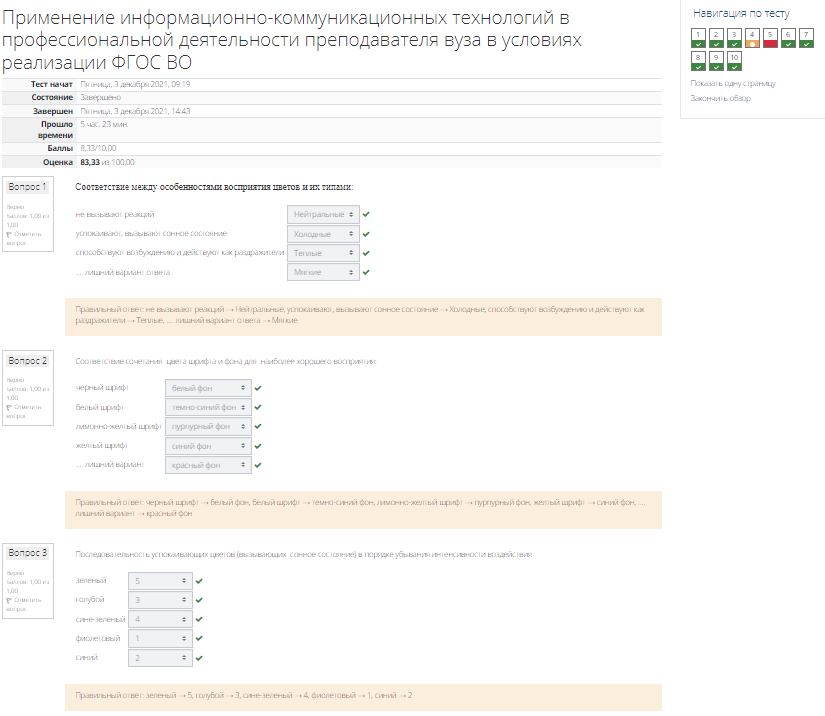 Применение информационно-коммуникационных технологий в
профессиональной деятельности преподавателя вуза в условиях
реализации ФГОС ВО
Тест начат Пятница, 3 декабря 2021, 09:19
Состояние Завершено
Завершен Пятница, 3 декабря 2021, 14:43
Прошло 5 час. 23 мин.
времени
Баллы 8,33/10,00
Оценка 83,33 из 100,00
Вопрос 1
Верно
Баллов: 1,00 из
1,00
Отметить
вопрос
Соответствие между особенностями восприятия цветов и их типами:
не вызывают реакций Нейтральные
успокаивают, вызывают сонное состояние Холодные
способствуют возбуждению и действуют как раздражители Теплые
.... лишний вариант ответа Мягкие
Правильный ответ: не вызывают реакций → Нейтральные, успокаивают, вызывают сонное состояние → Холодные, способствуют возбуждению и действуют как
раздражители → Теплые, .... лишний вариант ответа → Мягкие
Вопрос 2
Верно
Баллов: 1,00 из
1,00
Отметить
вопрос
Соответствие сочетания цвета шрифта и фона для наиболее хорошего восприятия:
черный шрифт белый фон
белый шрифт темно-синий фон
лимонно-желтый шрифт пурпурный фон
желтый шрифт синий фон
.... лишний вариант красный фон
Правильный ответ: черный шрифт → белый фон, белый шрифт → темно-синий фон, лимонно-желтый шрифт → пурпурный фон, желтый шрифт → синий фон, ....
лишний вариант → красный фон
Вопрос 3
Верно
Баллов: 1,00 из
1,00
Отметить
вопрос
Последовательность успокаивающих цветов (вызывающих сонное состояние) в порядке убывания интенсивности воздействия
зеленый 5
голубой 3
сине-зеленый 4
фиолетовый 1
синий 2
Правильный ответ: зеленый → 5, голубой → 3, сине-зеленый → 4, фиолетовый → 1, синий → 2
Навигация по тесту
1 2 3 4 5 6 7
8 9 10
Показать одну страницу
Закончить обзор